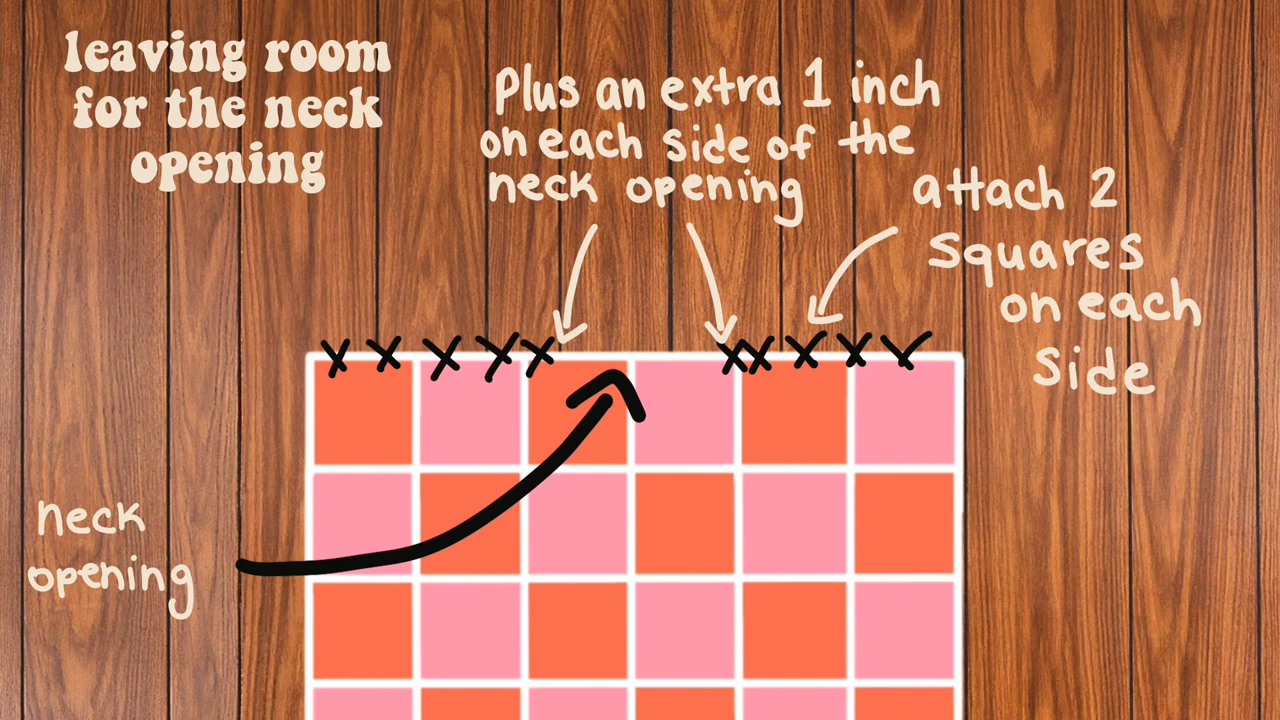 leaving room
for the neck
opening
Plus an extra 1 inch
on each side of the
neck opening
attach 2
squares
on each
side
neck
opening